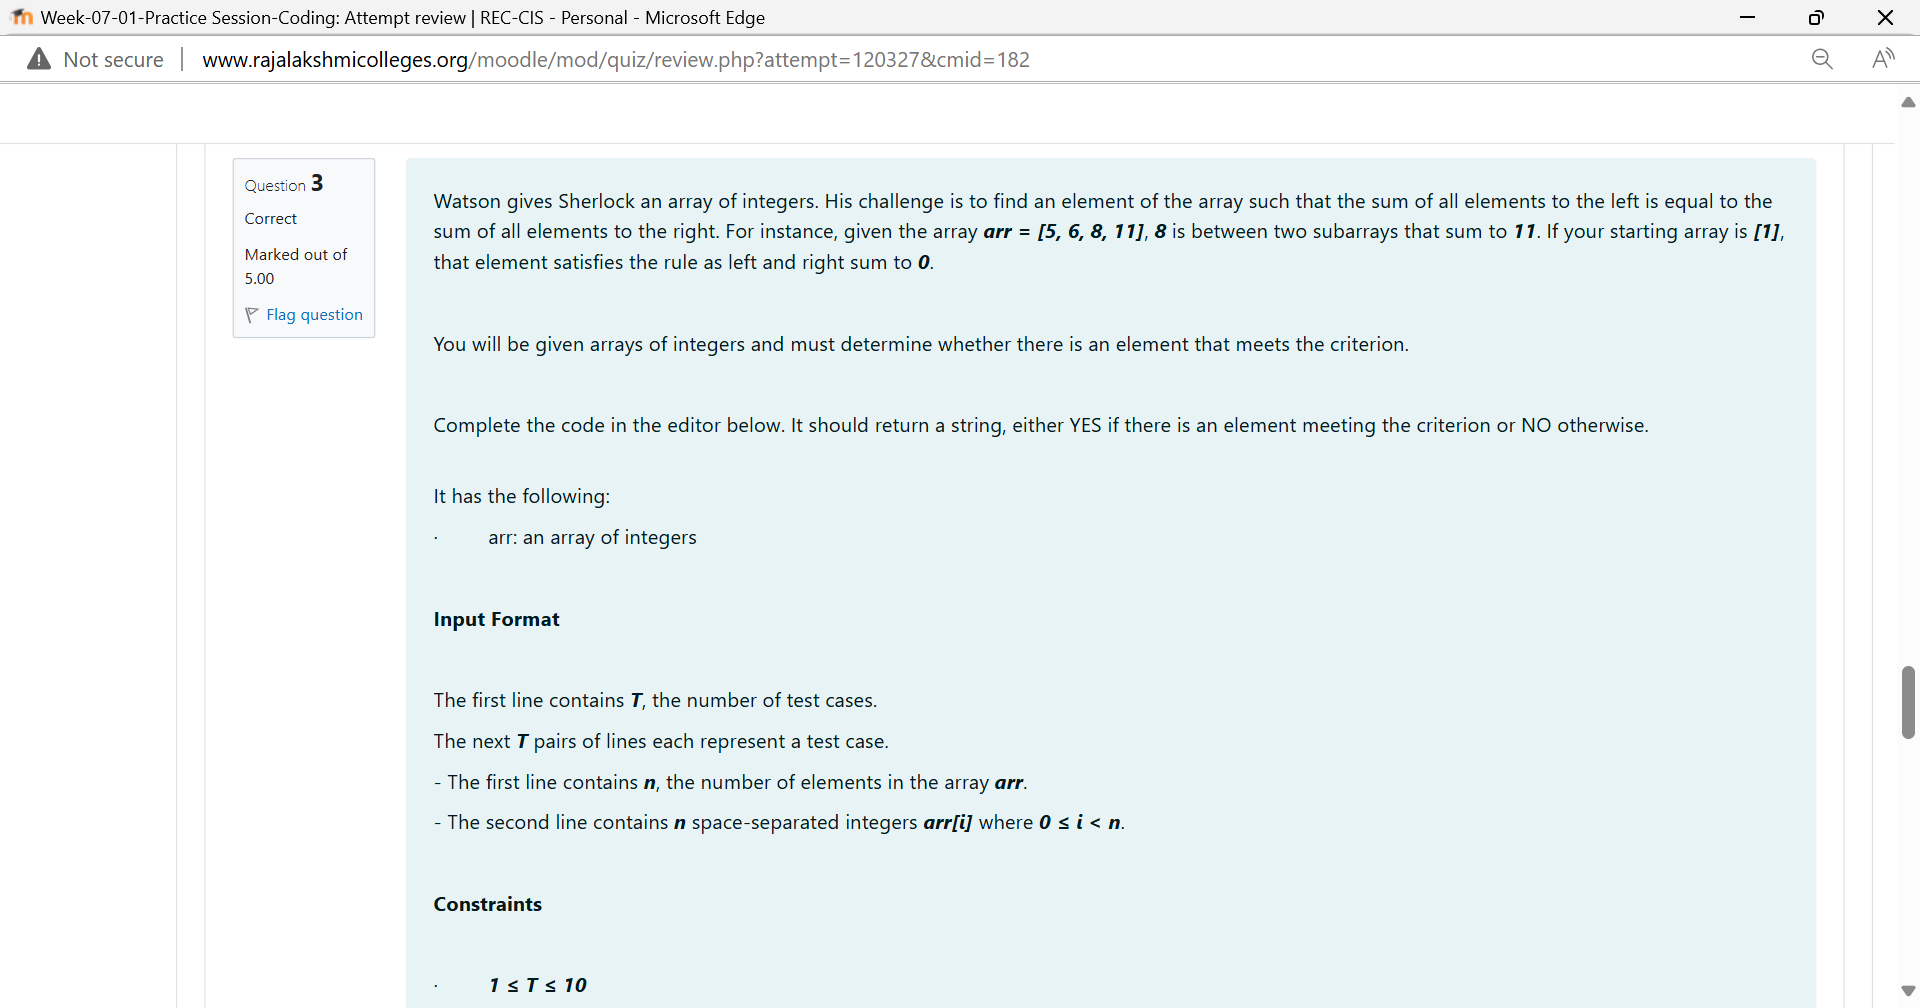 Week-07-01-Practice Session-Coding: Attempt review | REC-CIS - Personal - Microsoft Edge
Not secure
www.rajalakshmicolleges.org/moodle/mod/quiz/review.php?attempt=120327&cmid=182
Question 3
Correct
Marked out of
5.00
Flag question
Watson gives Sherlock an array of integers. His challenge is to find an element of the array such that the sum of all elements to the left is equal to the
sum of all elements to the right. For instance, given the array arr = [5, 6, 8, 11], 8 is between two subarrays that sum to 11. If your starting array is [1],
that element satisfies the rule as left and right sum to 0.
You will be given arrays of integers and must determine whether there is an element that meets the criterion.
Complete the code in the editor below. It should return a string, either YES if there is an element meeting the criterion or NO otherwise.
It has the following:
· arr: an array of integers
Input Format
The first line contains T, the number of test cases.
The next T pairs of lines each represent a test case.
- The first line contains n, the number of elements in the array arr.
- The second line contains n space-separated integers arr[i] where 0 ≤ i < n.
Constraints
· 1 ≤ T ≤ 10